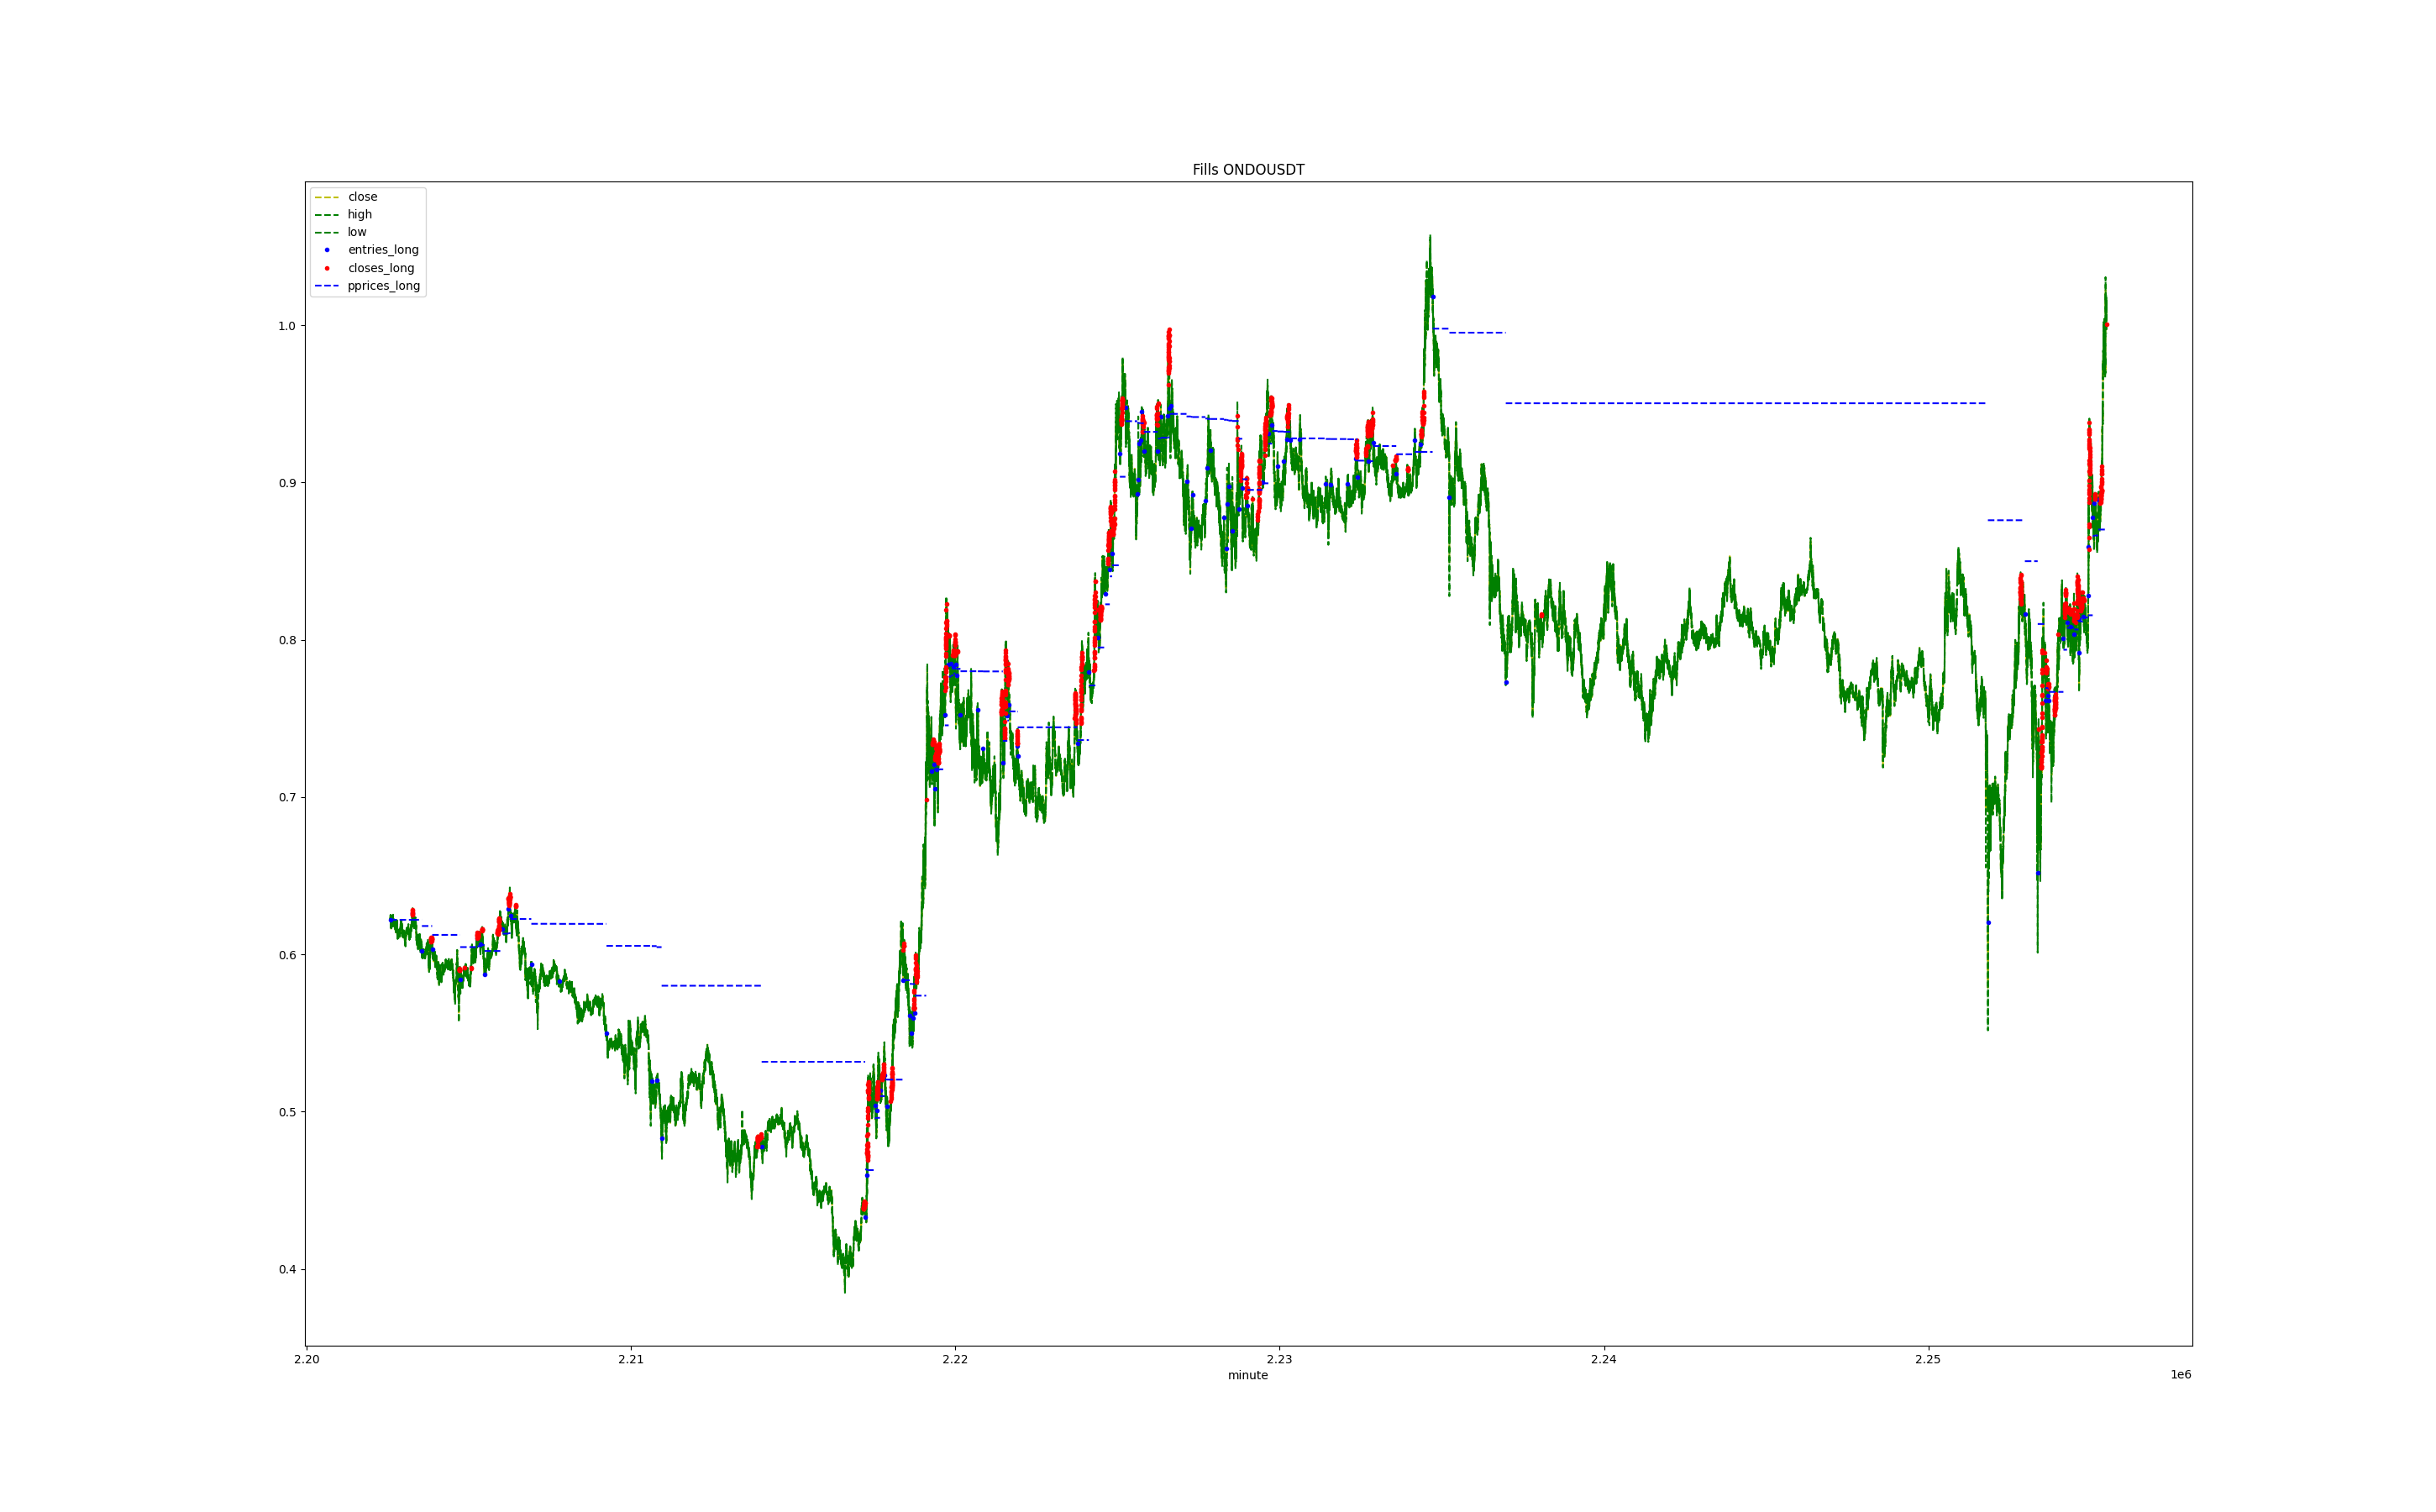 Fills ONDOUSDT
close
high
low
entries_long
closes_long
pprices_long
1.0
0.9
0.8
0.7
0.6
0.5
0.4
2.20 2.21 2.22 2.23 2.24 2.25
minute
1e6